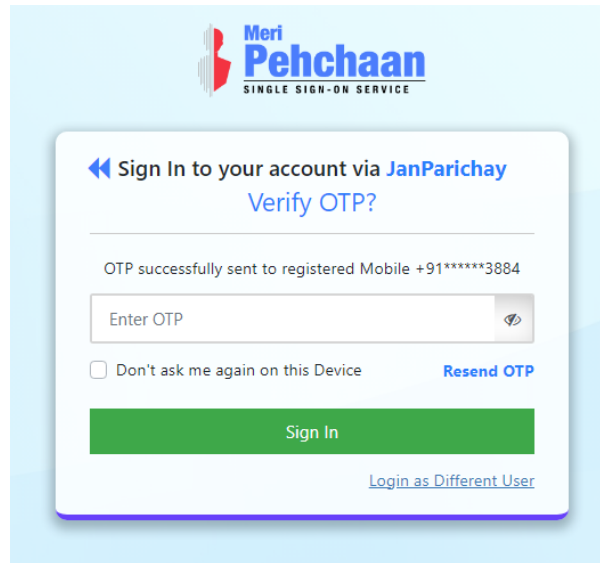 Meri
Pehchaan
SINGLE SIGN-ON SERVICE
Sign In to your account via JanParichay
Verify OTP?
OTP successfully sent to registered Mobile +91******3884
Enter OTP
Don't ask me again on this Device Resend OTP
Sign In
Login as Different User